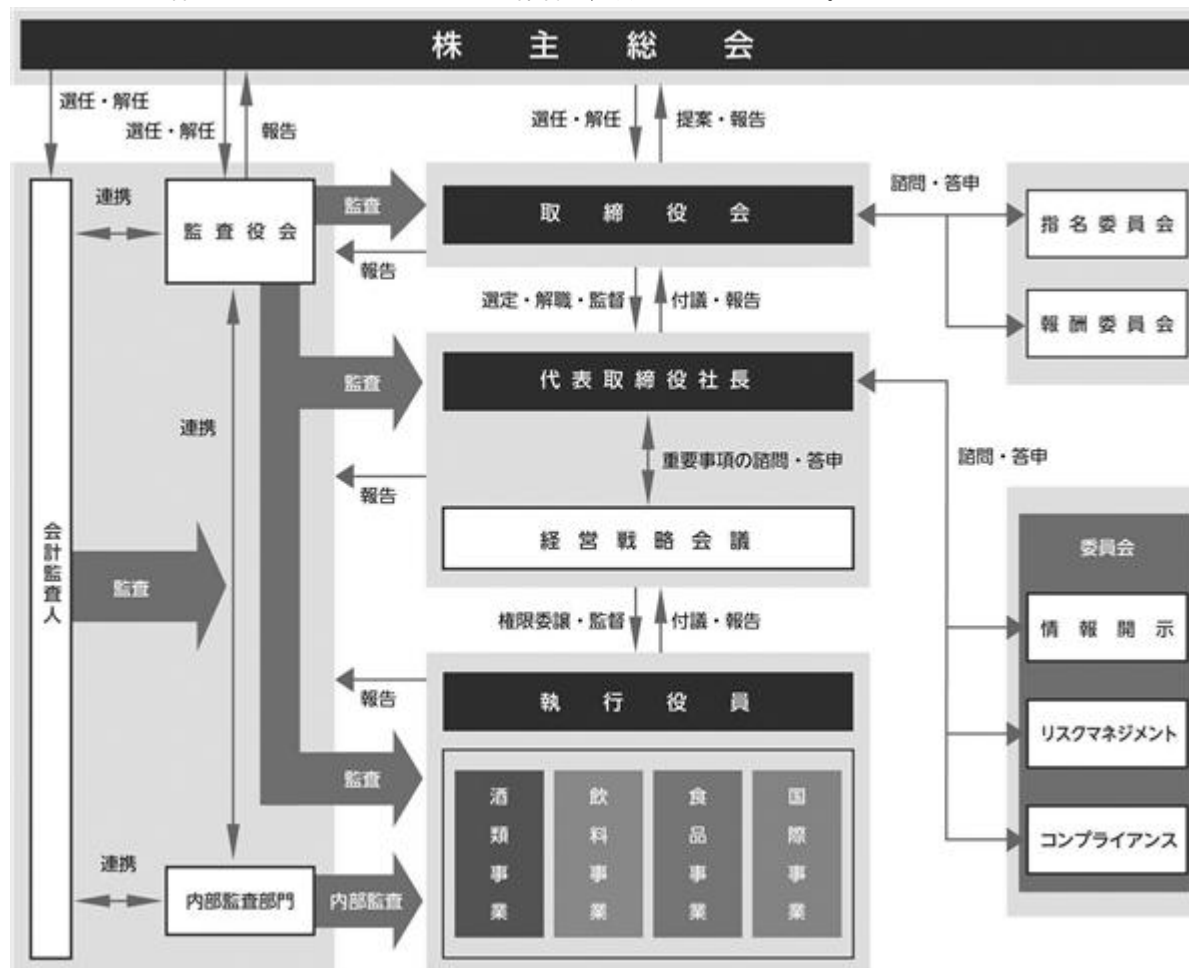 株主総会
選任・解任
選任・解任
報告
選任・解任
提案・報告
連携
監査役会
監査
取締役会
諮問・答申
指名委員会
報告
選定・解職・監督
付議・報告
報酬委員会
監査
代表取締役社長
連携
重要事項の諮問・答申
諮問・答申
報告
経営戦略会議
会計監査人
監査
委員会
権限委譲・監督
付議・報告
情報開示
報告
執行役員
リスクマネジメント
監査
酒類事業
飲料事業
食品事業
国際事業
コンプライアンス
連携
内部監査部門
内部監査